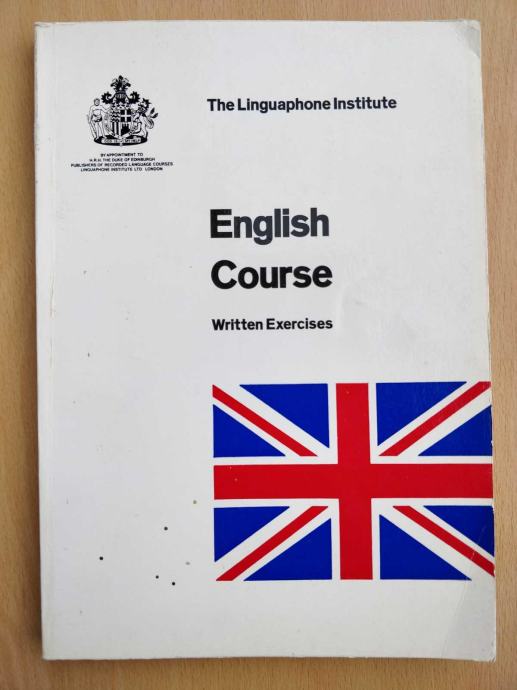 The Linguaphone Institute
BY APPOINTMENT TO
H.R.H. THE DUKE OF EDINBURGH
PUBLISHERS OF RECORDED LANGUAGE COURSES
LINGUAPHONE INSTITUTE LTD. LONDON
English
Course
Written Exercises